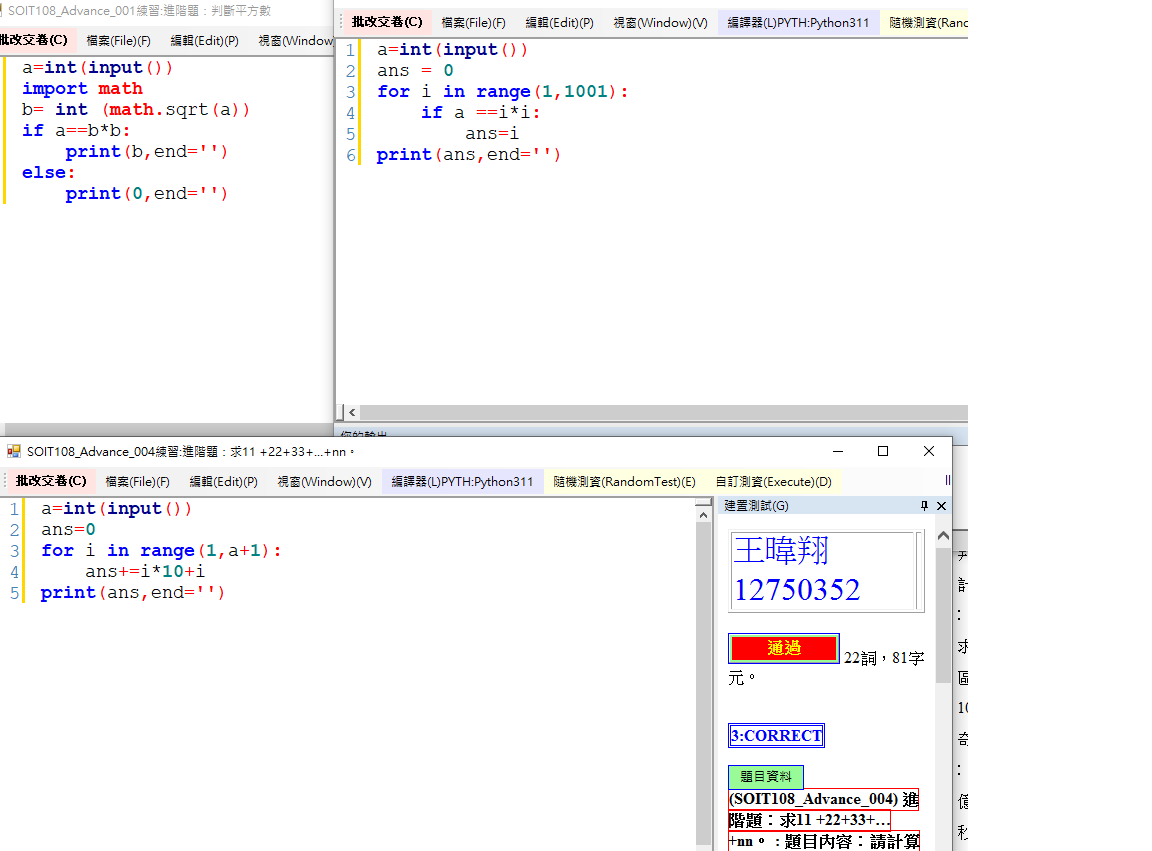 SOIT108_Advance_001練習:進階題：判斷平方數
批改交卷(C) 檔案(File)(F) 編輯(Edit)(P) 視窗(Window
a=int(input())
import math
b= int (math.sqrt(a))
if a==b*b:
    print(b,end='')
else:
    print(0,end='')
批改交卷(C) 檔案(File)(F) 編輯(Edit)(P) 視窗(Window)(V) 編譯器(L)PYTH:Python311 隨機測資(Ranc
1 a=int(input())
2 ans = 0
3 for i in range(1,1001):
4     if a ==i*i:
5         ans=i
6 print(ans,end='')
SOIT108_Advance_004練習:進階題：求11 +22+33+...+nn。
批改交卷(C) 檔案(File)(F) 編輯(Edit)(P) 視窗(Window)(V) 編譯器(L)PYTH:Python311 隨機測資(RandomTest)(E) 自訂測資(Execute)(D)
1 a=int(input())
2 ans=0
3 for i in range(1,a+1):
4     ans+=i*10+i
5 print(ans,end='')
建置測試(G)
王暐翔
12750352
通過 22詞，81字
元。
3:CORRECT
題目資料
(SOIT108_Advance_004) 進
階題：求11 +22+33+…
+nn。：題目內容：請計算
計
:
求
區
10
奇
:
億
秒